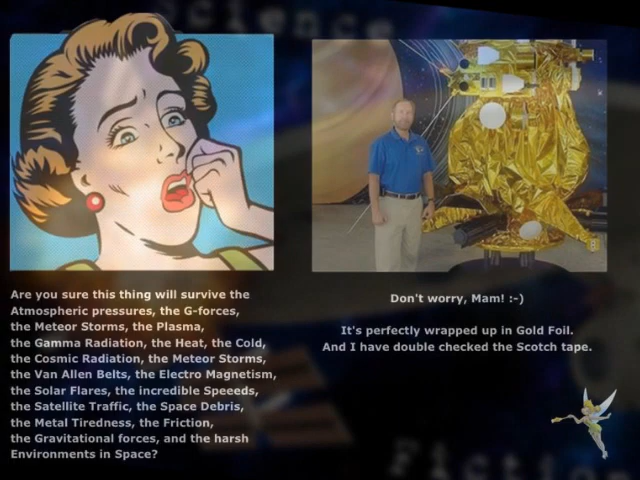 Science
Are you sure this thing will survive the
Atmospheric pressures, the G-forces,
the Meteor Storms, the Plasma,
the Gamma Radiation, the Heat, the Cold,
the Cosmic Radiation, the Meteor Storms,
the Van Allen Belts, the Electro Magnetism,
the Solar Flares, the incredible Speeeds,
the Satellite Traffic, the Space Debris,
the Metal Tiredness, the Friction,
the Gravitational forces, and the harsh
Environments in Space?
Don't worry, Mam! :-)
It's perfectly wrapped up in Gold Foil.
And I have double checked the Scotch tape.
Fiction